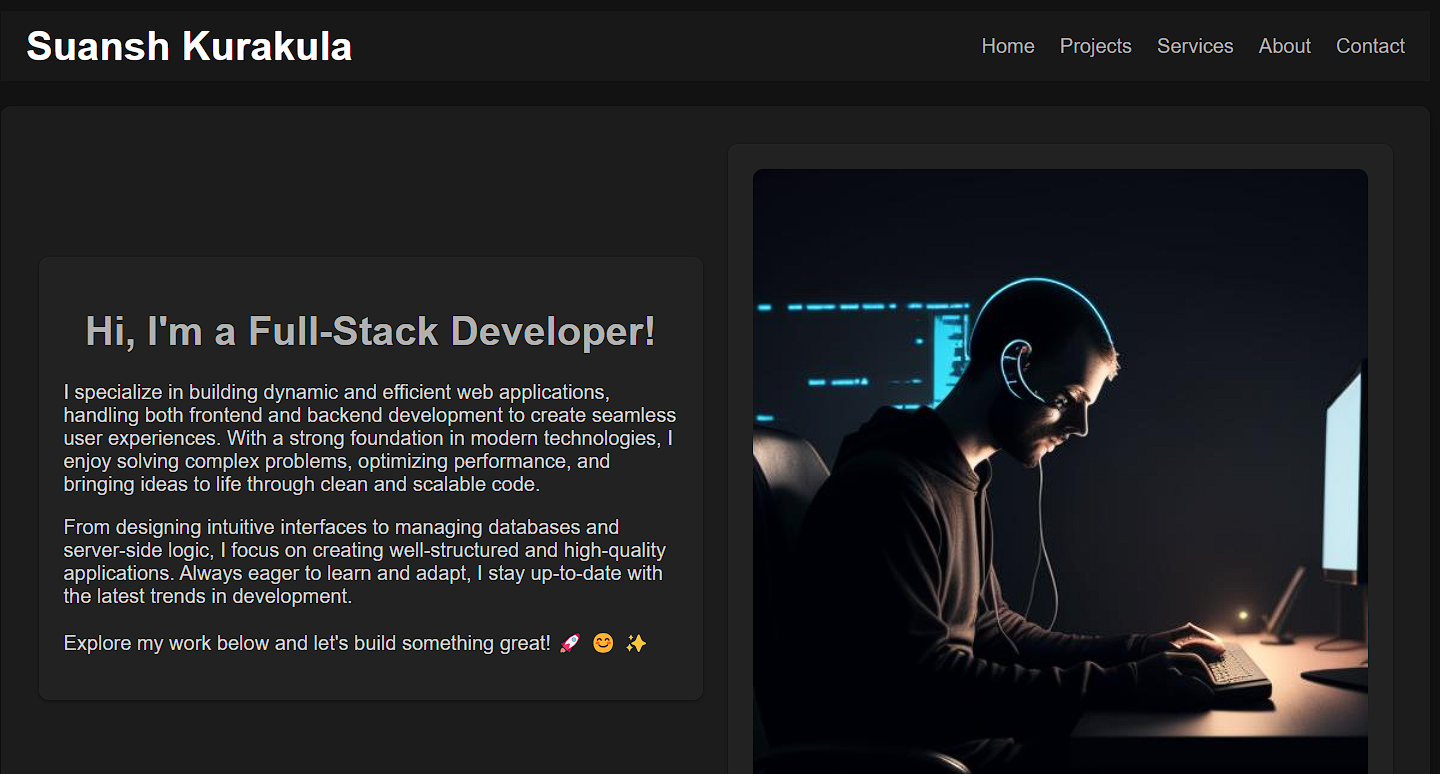 Suansh Kurakula
Home Projects Services About Contact
Hi, I'm a Full-Stack Developer!
I specialize in building dynamic and efficient web applications,
handling both frontend and backend development to create seamless
user experiences. With a strong foundation in modern technologies, I
enjoy solving complex problems, optimizing performance, and
bringing ideas to life through clean and scalable code.
From designing intuitive interfaces to managing databases and
server-side logic, I focus on creating well-structured and high-quality
applications. Always eager to learn and adapt, I stay up-to-date with
the latest trends in development.
Explore my work below and let's build something great! 🚀 😊 ✨